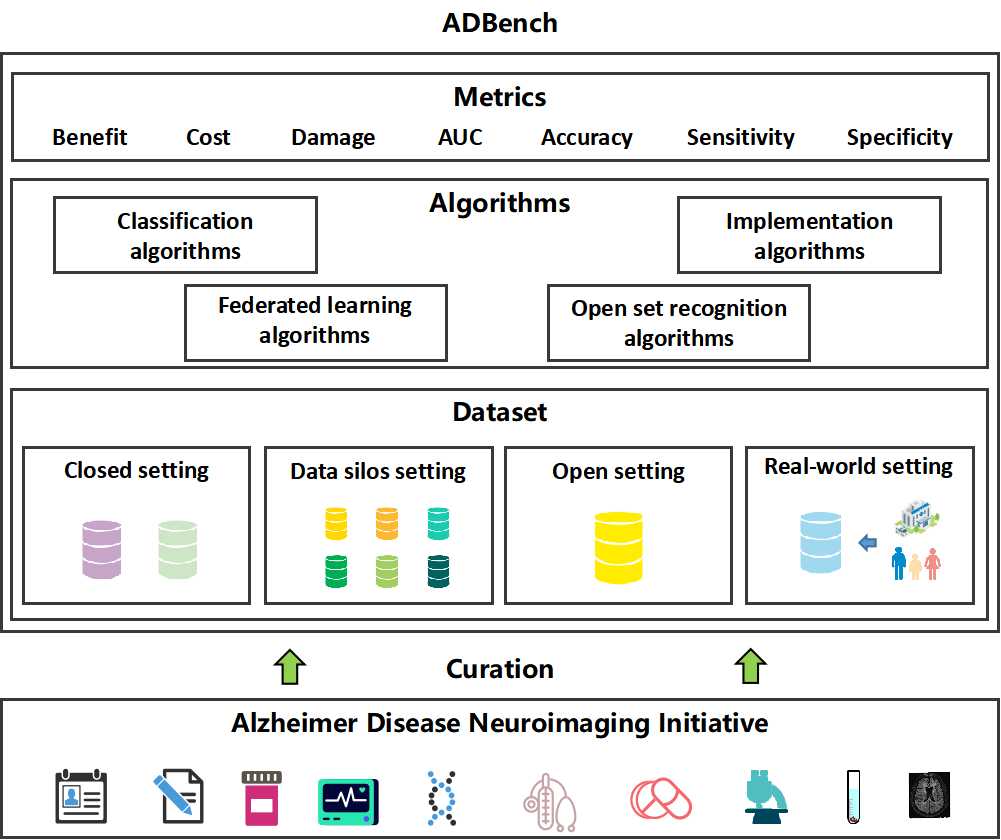 ADBench
Metrics
Benefit Cost Damage AUC Accuracy Sensitivity Specificity
Algorithms
Classification
algorithms
Implementation
algorithms
Federated learning
algorithms
Open set recognition
algorithms
Dataset
Closed setting
Data silos setting
Open setting
Real-world setting
Curation
Alzheimer Disease Neuroimaging Initiative